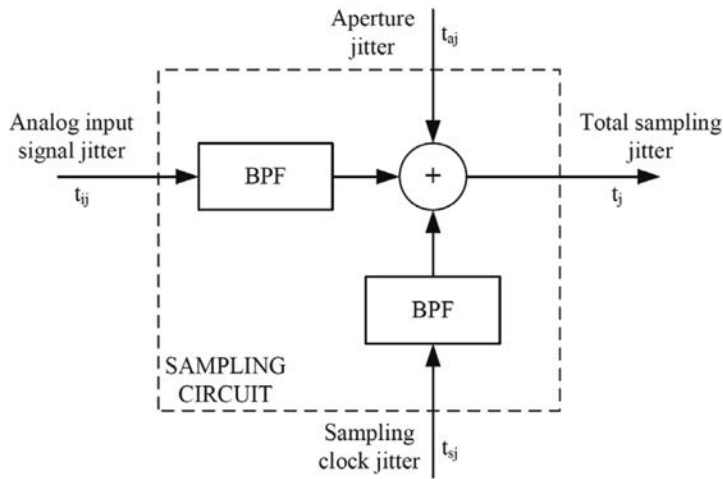 Aperture
jitter
t_aj
Analog input
signal jitter
t_ij
BPF
+
Total sampling
jitter
t_j
BPF
SAMPLING
CIRCUIT
Sampling
clock jitter
t_sj